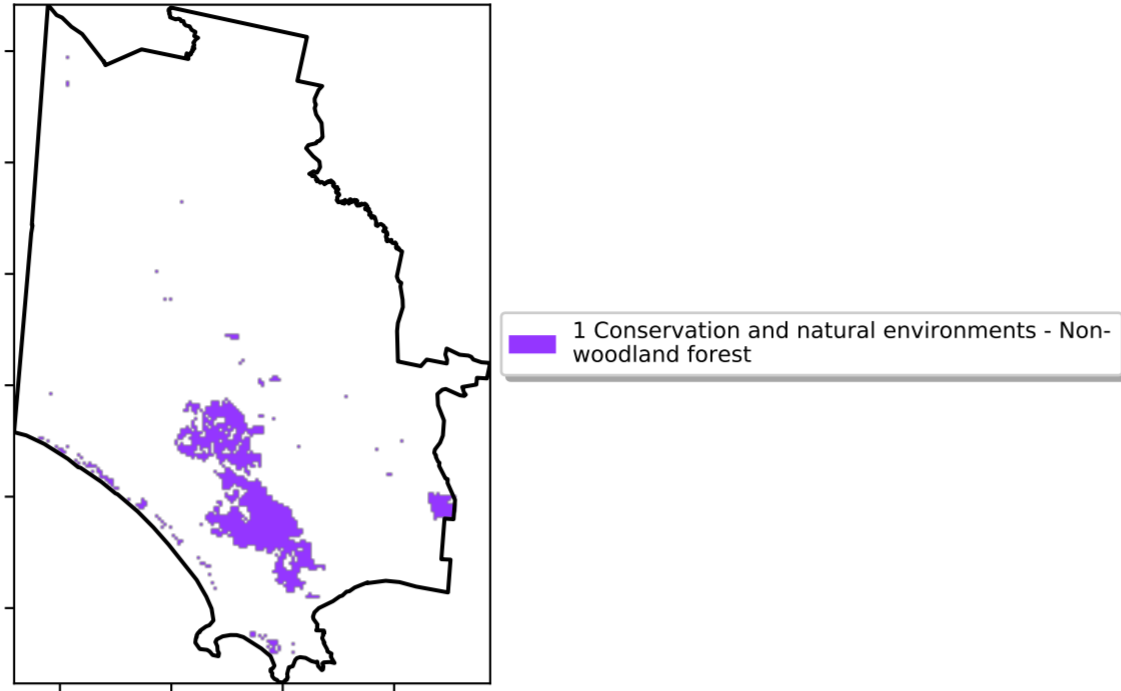 1 Conservation and natural environments - Non-
woodland forest